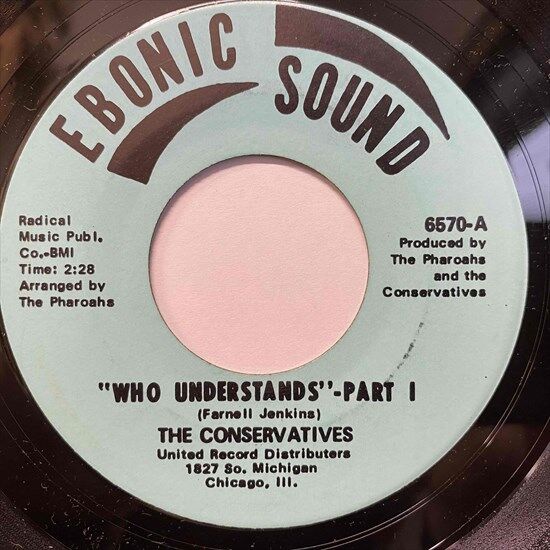 EBONIC SOUND
Radical
Music Publ.
Co.-BMI
Time: 2:28
Arranged by
The Pharoahs
6570-A
Produced by
The Pharoahs
and the
Conservatives
"WHO UNDERSTANDS"-PART I
(Farnell Jenkins)
THE CONSERVATIVES
United Record Distributers
1827 So. Michigan
Chicago, Ill.